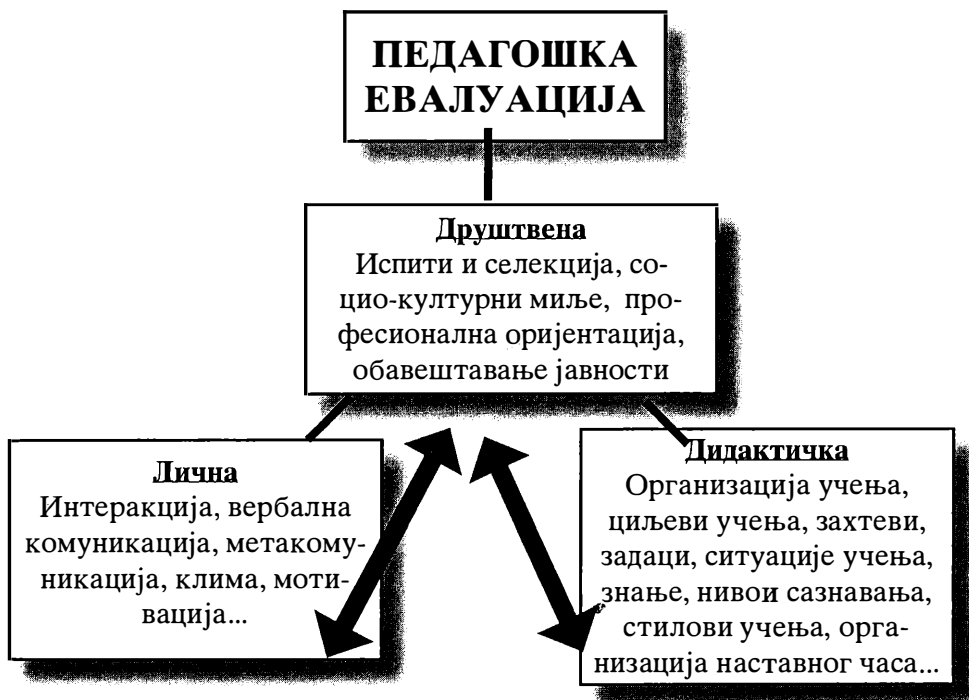 ПЕДАГОШКА
ЕВАЛУАЦИЈА
Друштвена
Испити и селекција, со-
цио-културни миље, про-
фесионална оријентација,
обавештавање јавности
Лична
Интеракција, вербална
комуникација, метакому-
никација, клима, моти-
вација...
Дидактичка
Организација учења,
циљеви учења, захтеви,
задаци, ситуације учења,
знање, нивои сазнавања,
стилови учења, орга-
низација наставног часа...